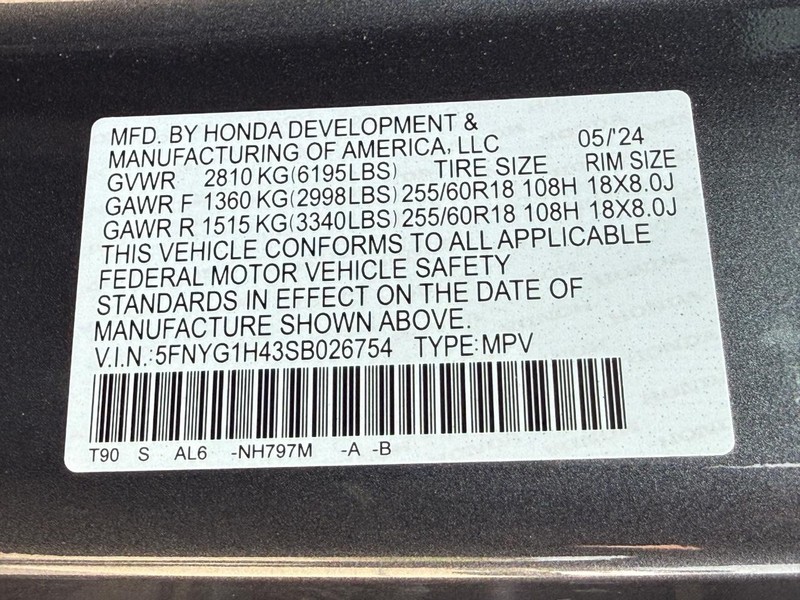 MFD. BY HONDA DEVELOPMENT &
MANUFACTURING OF AMERICA, LLC 05/'24
GVWR 2810 KG(6195LBS) TIRE SIZE RIM SIZE
GAWR F 1360 KG(2998LBS) 255/60R18 108H 18X8.0J
GAWR R 1515 KG(3340LBS) 255/60R18 108H 18X8.0J
THIS VEHICLE CONFORMS TO ALL APPLICABLE
FEDERAL MOTOR VEHICLE SAFETY
STANDARDS IN EFFECT ON THE DATE OF
MANUFACTURE SHOWN ABOVE.
V.I.N.:5FNYG1H43SB026754 TYPE:MPV
T90 S AL6 -NH797M -A -B